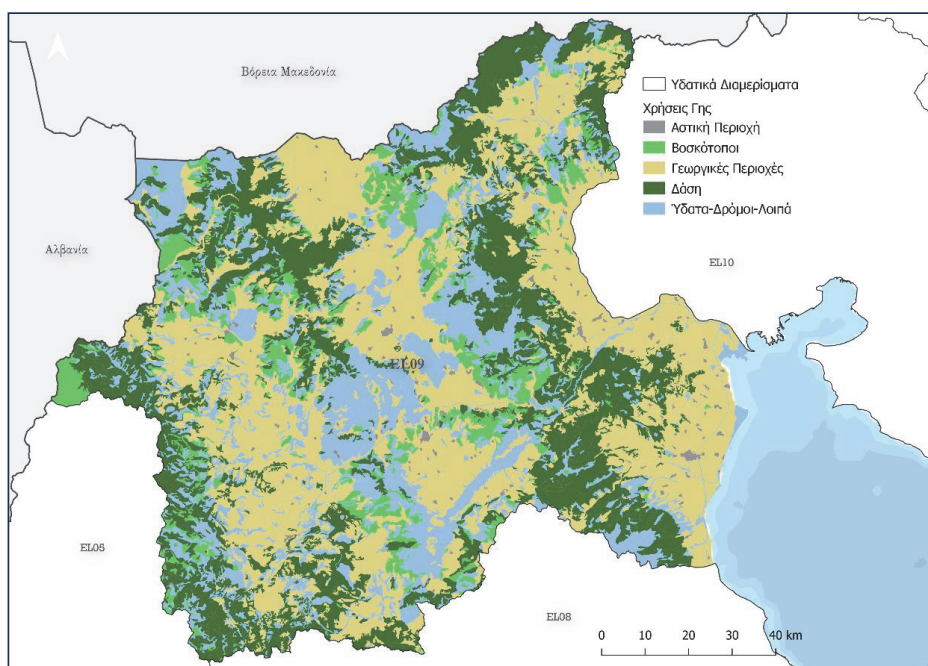 Βόρεια Μακεδονία
Υδατικά Διαμερίσματα
Χρήσεις Γης
Αστική Περιοχή
Βοσκότοποι
Γεωργικές Περιοχές
Δάση
Ύδατα-Δρόμοι-Λοιπά
Αλβανία
EL10
EL09
EL05
EL08
0 10 20 30 40 km